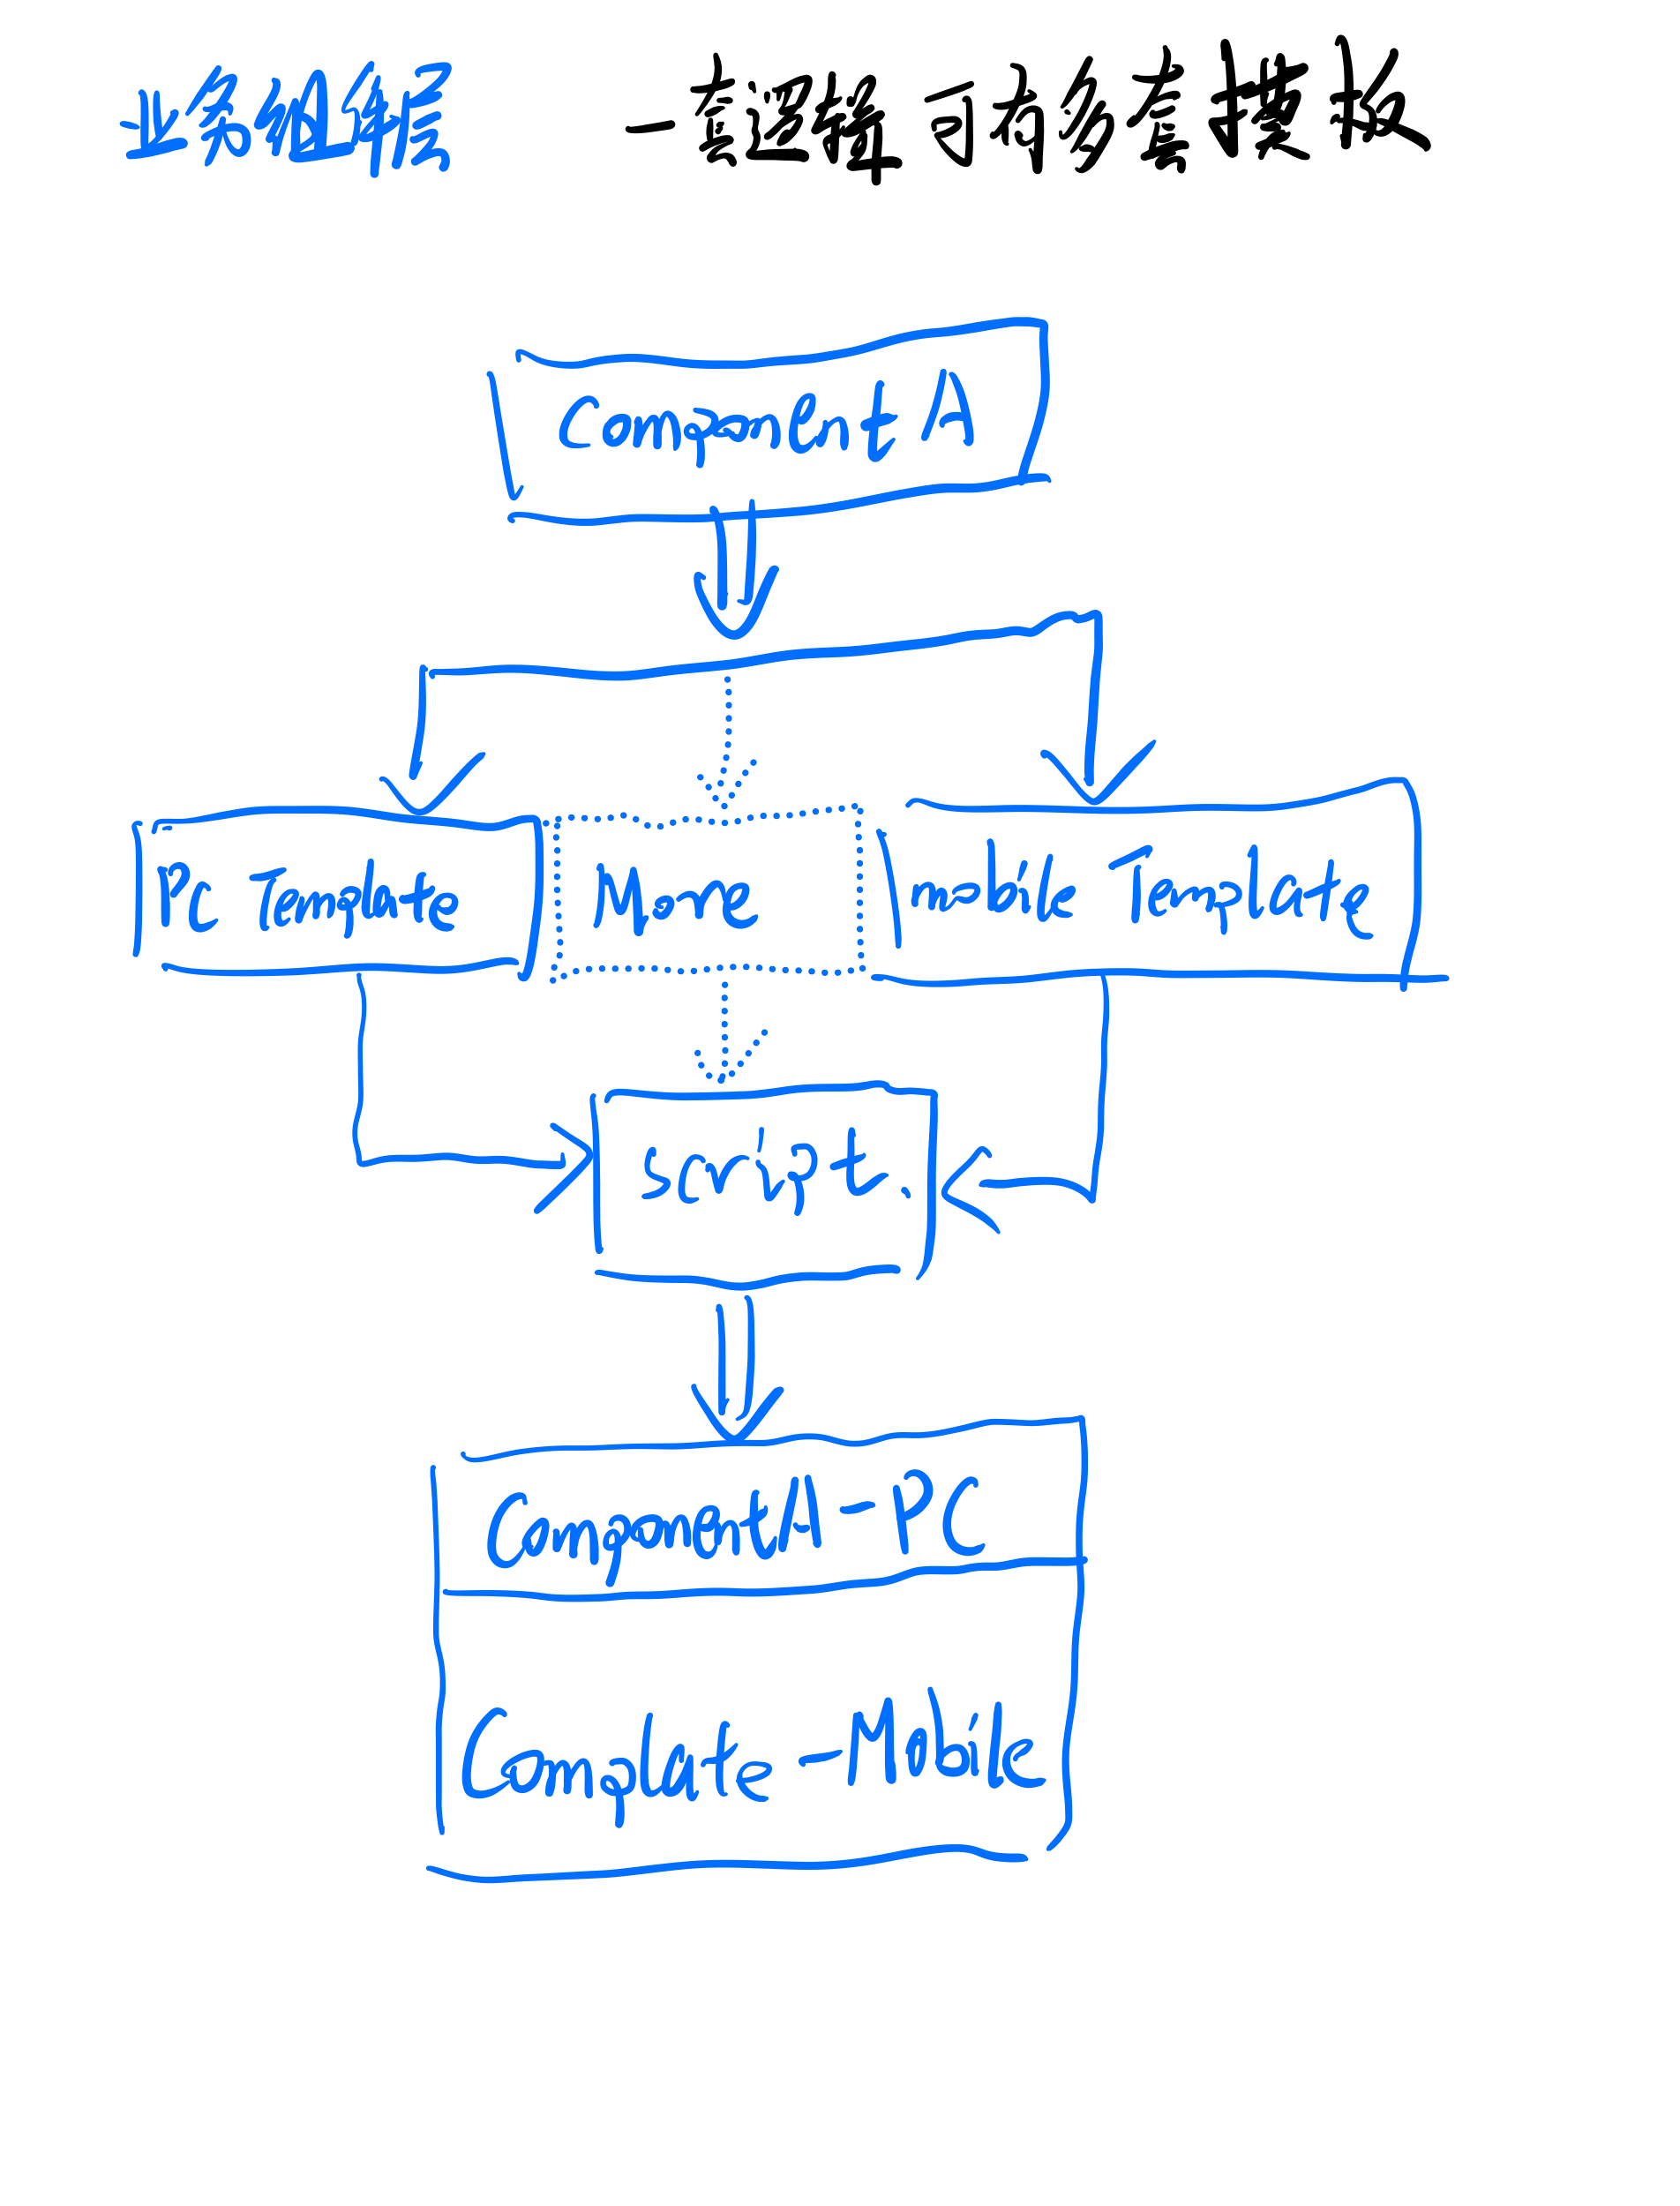 业务组件层 一套逻辑可有多套模板
Component A
Pc Template More mobile Template
script.
ComponentA-PC
Complate-Mobile